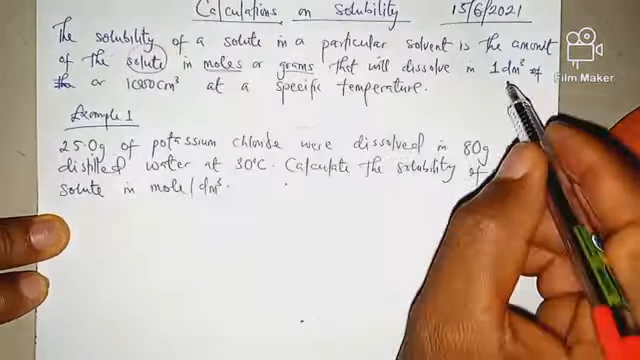 Calculations on Solubility 15/6/2021
The solubility of a solute in a particular solvent is the amount
of the solute in moles or grams that will dissolve in 1dm³ of
or 1000cm³ at a specific temperature.
Example 1
25.0g of potassium chloride were dissolved in 80g
distilled water at 30°C. Calculate the solubility of
solute in mole/dm³.
Film Maker